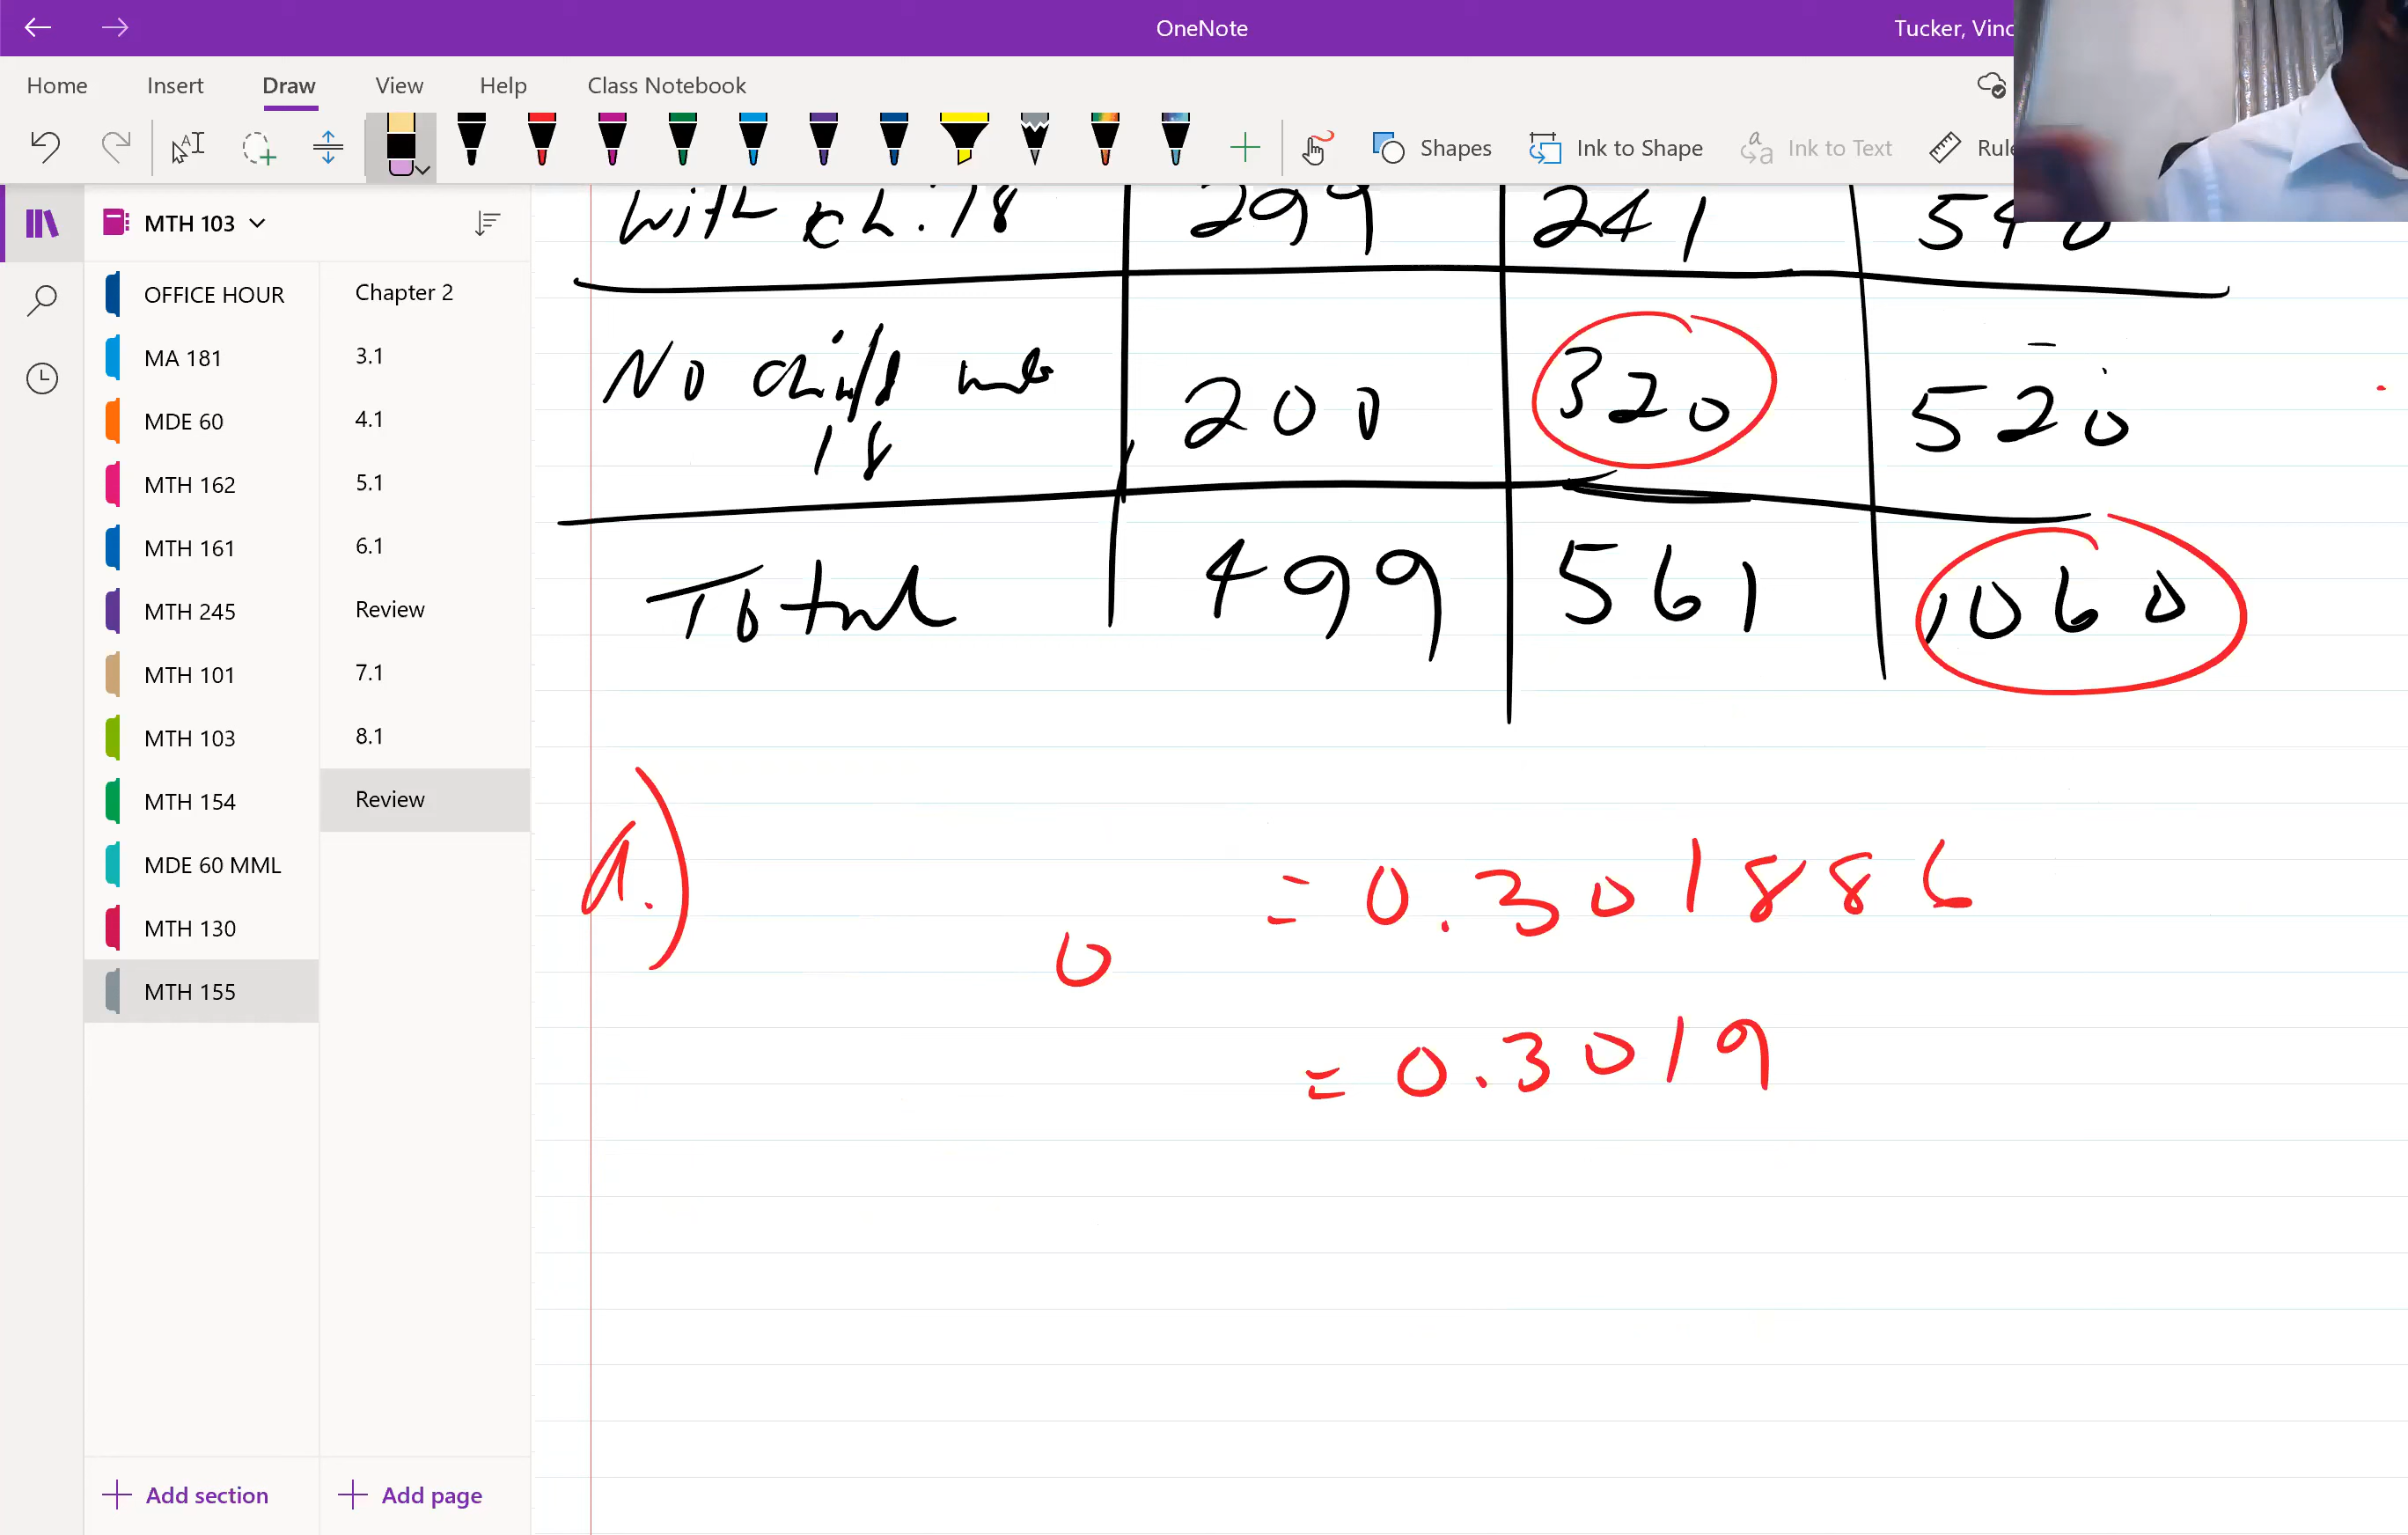 OneNote
Tucker, Vinc
Home Insert Draw View Help Class Notebook
Shapes Ink to Shape Ink to Text Rule
MTH 103
OFFICE HOUR
MA 181
MDE 60
MTH 162
MTH 161
MTH 245
MTH 101
MTH 103
MTH 154
MDE 60 MML
MTH 130
MTH 155
Add section
Chapter 2
3.1
4.1
5.1
6.1
Review
7.1
8.1
Review
Add page
with ch. 18 299 241 540
No child 200 320 520
18
Total 499 561 1060
a.) = 0.301886
0
= 0.3019